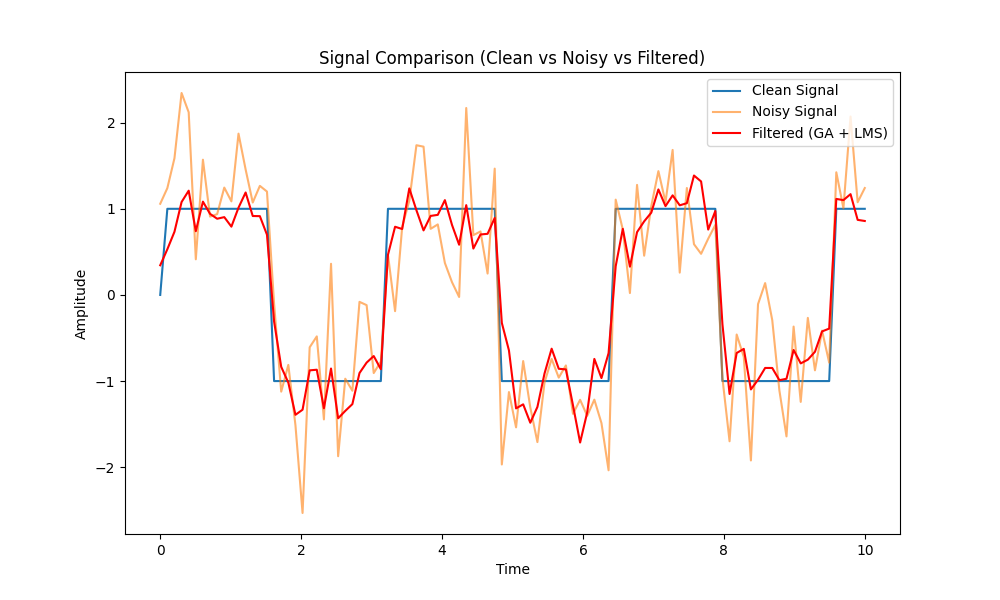 Signal Comparison (Clean vs Noisy vs Filtered)
Clean Signal
Noisy Signal
Filtered (GA + LMS)
Amplitude
2
1
0
−1
−2
0 2 4 6 8 10
Time